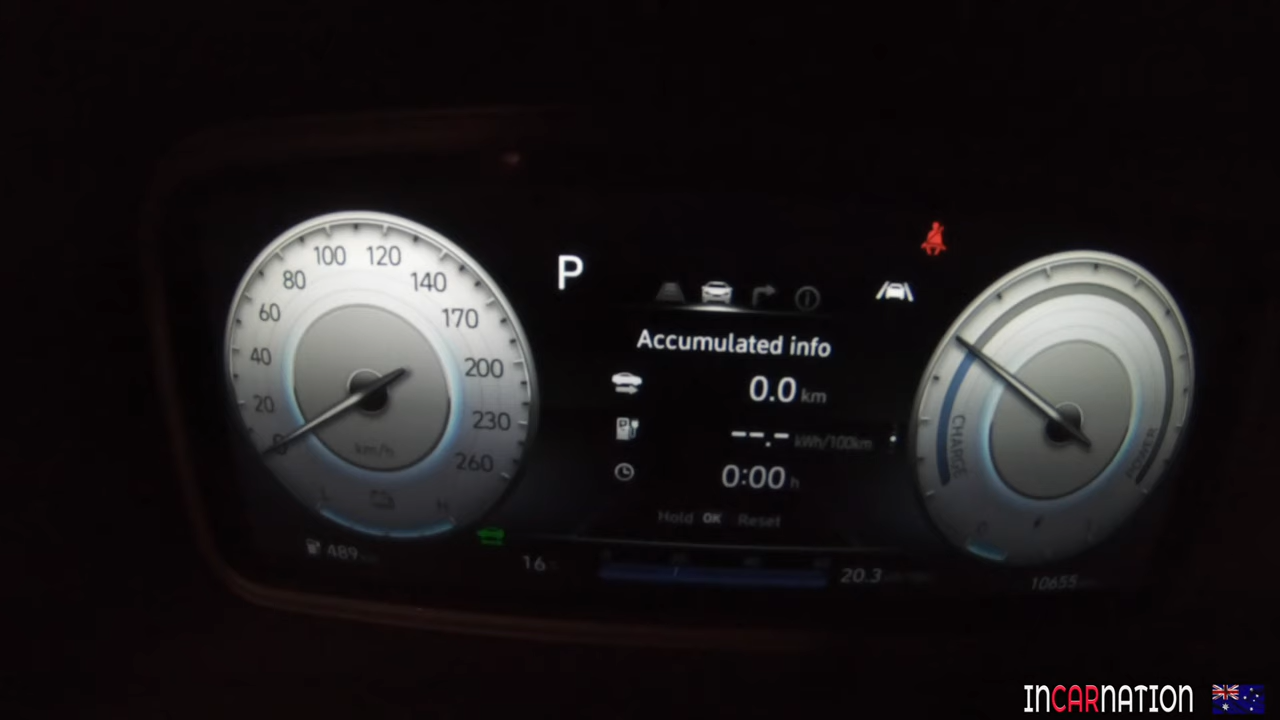 100 120
80 140
60 170
40 200
20 230
0 260
km/h
P
Accumulated info
0.0 km
--.- kWh/100km
0:00 h
Hold OK Reset
CHARGE
POWER
489
16
20.3
10655
INCARNATION